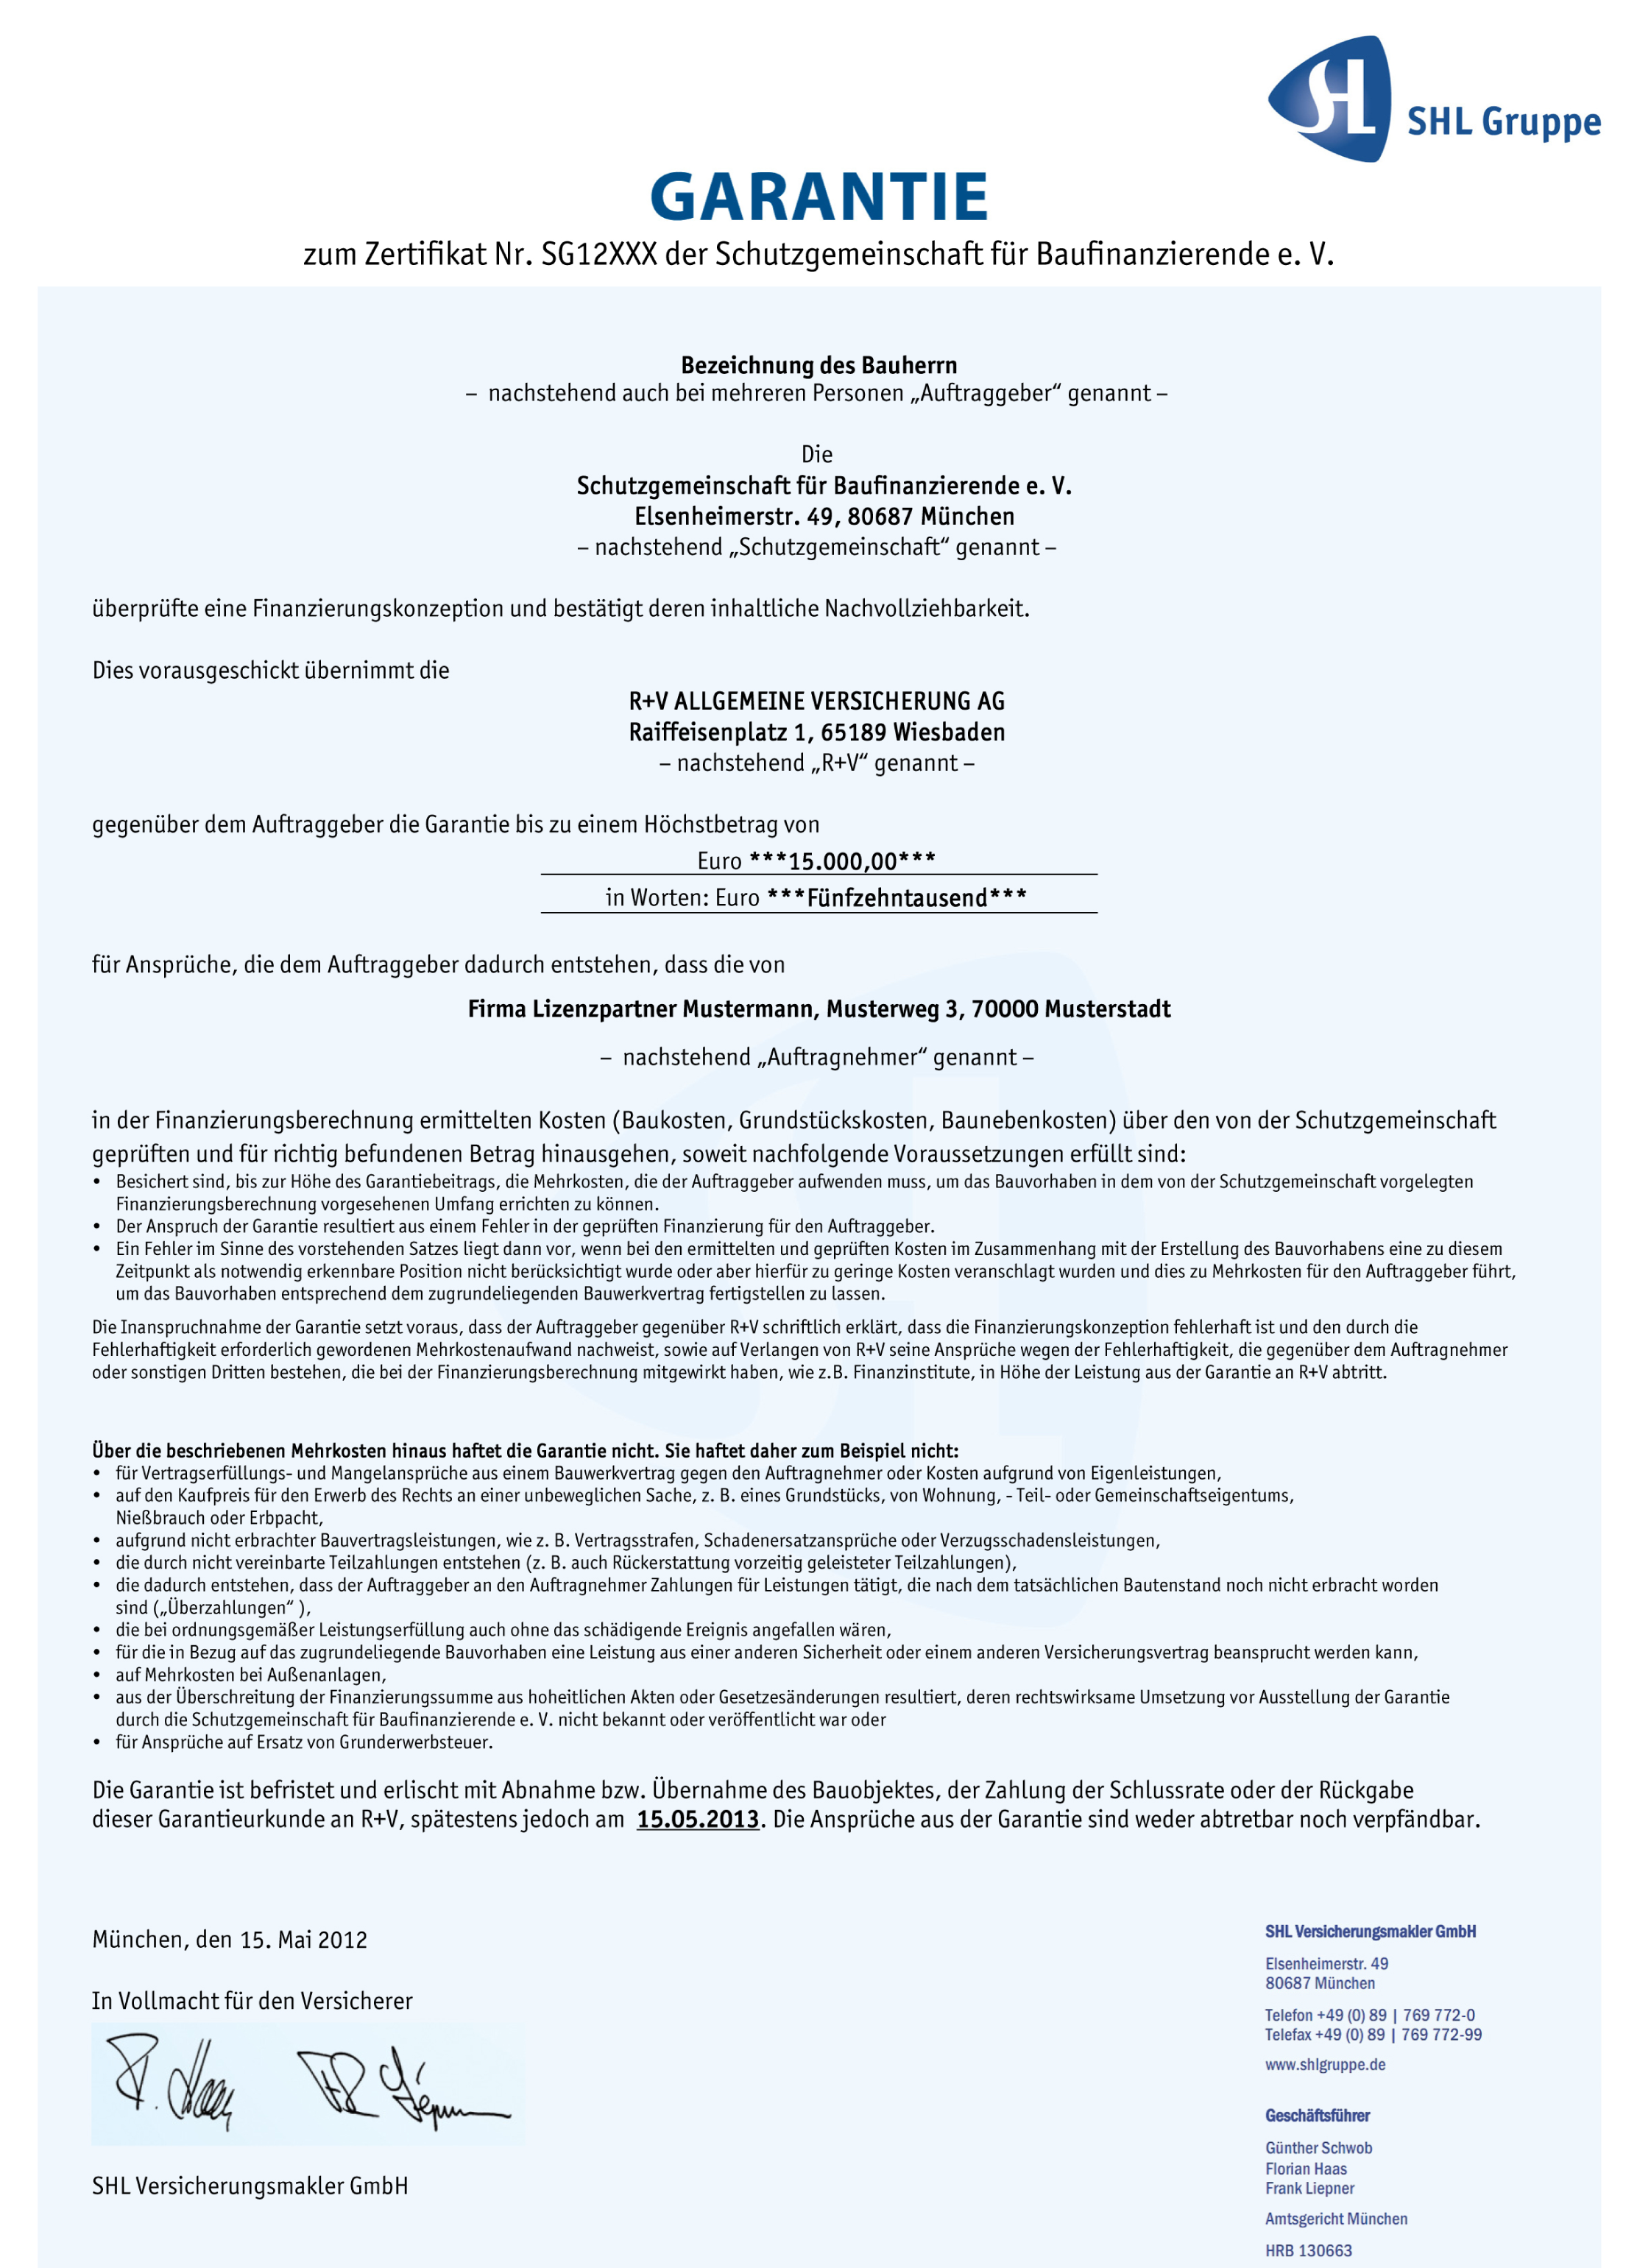 SHL Gruppe
GARANTIE
zum Zertifikat Nr. SG12XXX der Schutzgemeinschaft für Baufinanzierende e. V.
Bezeichnung des Bauherrn
– nachstehend auch bei mehreren Personen „Auftraggeber“ genannt –
Die
Schutzgemeinschaft für Baufinanzierende e. V.
Elsenheimerstr. 49, 80687 München
– nachstehend „Schutzgemeinschaft“ genannt –
überprüfte eine Finanzierungskonzeption und bestätigt deren inhaltliche Nachvollziehbarkeit.
Dies vorausgeschickt übernimmt die
R+V ALLGEMEINE VERSICHERUNG AG
Raiffeisenplatz 1, 65189 Wiesbaden
– nachstehend „R+V“ genannt –
gegenüber dem Auftraggeber die Garantie bis zu einem Höchstbetrag von
Euro ***15.000,00***
in Worten: Euro ***Fünfzehntausend***
für Ansprüche, die dem Auftraggeber dadurch entstehen, dass die von
Firma Lizenzpartner Mustermann, Musterweg 3, 70000 Musterstadt
– nachstehend „Auftragnehmer“ genannt –
in der Finanzierungsberechnung ermittelten Kosten (Baukosten, Grundstückskosten, Baunebenkosten) über den von der Schutzgemeinschaft
geprüften und für richtig befundenen Betrag hinausgehen, soweit nachfolgende Voraussetzungen erfüllt sind:
• Besichert sind, bis zur Höhe des Garantiebeitrags, die Mehrkosten, die der Auftraggeber aufwenden muss, um das Bauvorhaben in dem von der Schutzgemeinschaft vorgelegten
Finanzierungsberechnung vorgesehenen Umfang errichten zu können.
• Der Anspruch der Garantie resultiert aus einem Fehler in der geprüften Finanzierung für den Auftraggeber.
• Ein Fehler im Sinne des vorstehenden Satzes liegt dann vor, wenn bei den ermittelten und geprüften Kosten im Zusammenhang mit der Erstellung des Bauvorhabens eine zu diesem
Zeitpunkt als notwendig erkennbare Position nicht berücksichtigt wurde oder aber hierfür zu geringe Kosten veranschlagt wurden und dies zu Mehrkosten für den Auftraggeber führt,
um das Bauvorhaben entsprechend dem zugrundeliegenden Bauwerkvertrag fertigstellen zu lassen.
Die Inanspruchnahme der Garantie setzt voraus, dass der Auftraggeber gegenüber R+V schriftlich erklärt, dass die Finanzierungskonzeption fehlerhaft ist und den durch die
Fehlerhaftigkeit erforderlich gewordenen Mehrkostenaufwand nachweist, sowie auf Verlangen von R+V seine Ansprüche wegen der Fehlerhaftigkeit, die gegenüber dem Auftragnehmer
oder sonstigen Dritten bestehen, die bei der Finanzierungsberechnung mitgewirkt haben, wie z.B. Finanzinstitute, in Höhe der Leistung aus der Garantie an R+V abtritt.
Über die beschriebenen Mehrkosten hinaus haftet die Garantie nicht. Sie haftet daher zum Beispiel nicht:
• für Vertragserfüllungs- und Mangelansprüche aus einem Bauwerkvertrag gegen den Auftragnehmer oder Kosten aufgrund von Eigenleistungen,
• auf den Kaufpreis für den Erwerb des Rechts an einer unbeweglichen Sache, z. B. eines Grundstücks, von Wohnung, - Teil- oder Gemeinschaftseigentums,
Nießbrauch oder Erbpacht,
• aufgrund nicht erbrachter Bauvertragsleistungen, wie z. B. Vertragsstrafen, Schadenersatzansprüche oder Verzugsschadensleistungen,
• die durch nicht vereinbarte Teilzahlungen entstehen (z. B. auch Rückerstattung vorzeitig geleisteter Teilzahlungen),
• die dadurch entstehen, dass der Auftraggeber an den Auftragnehmer Zahlungen für Leistungen tätigt, die nach dem tatsächlichen Bautenstand noch nicht erbracht worden
sind („Überzahlungen“ ),
• die bei ordnungsgemäßer Leistungserfüllung auch ohne das schädigende Ereignis angefallen wären,
• für die in Bezug auf das zugrundeliegende Bauvorhaben eine Leistung aus einer anderen Sicherheit oder einem anderen Versicherungsvertrag beansprucht werden kann,
• auf Mehrkosten bei Außenanlagen,
• aus der Überschreitung der Finanzierungssumme aus hoheitlichen Akten oder Gesetzesänderungen resultiert, deren rechtswirksame Umsetzung vor Ausstellung der Garantie
durch die Schutzgemeinschaft für Baufinanzierende e. V. nicht bekannt oder veröffentlicht war oder
• für Ansprüche auf Ersatz von Grunderwerbsteuer.
Die Garantie ist befristet und erlischt mit Abnahme bzw. Übernahme des Bauobjektes, der Zahlung der Schlussrate oder der Rückgabe
dieser Garantieurkunde an R+V, spätestens jedoch am 15.05.2013. Die Ansprüche aus der Garantie sind weder abtretbar noch verpfändbar.
München, den 15. Mai 2012
In Vollmacht für den Versicherer
SHL Versicherungsmakler GmbH
SHL Versicherungsmakler GmbH
Elsenheimerstr. 49
80687 München
Telefon +49 (0) 89 | 769 772-0
Telefax +49 (0) 89 | 769 772-99
www.shlgruppe.de
Geschäftsführer
Günther Schwob
Florian Haas
Frank Liepner
Amtsgericht München
HRB 130663